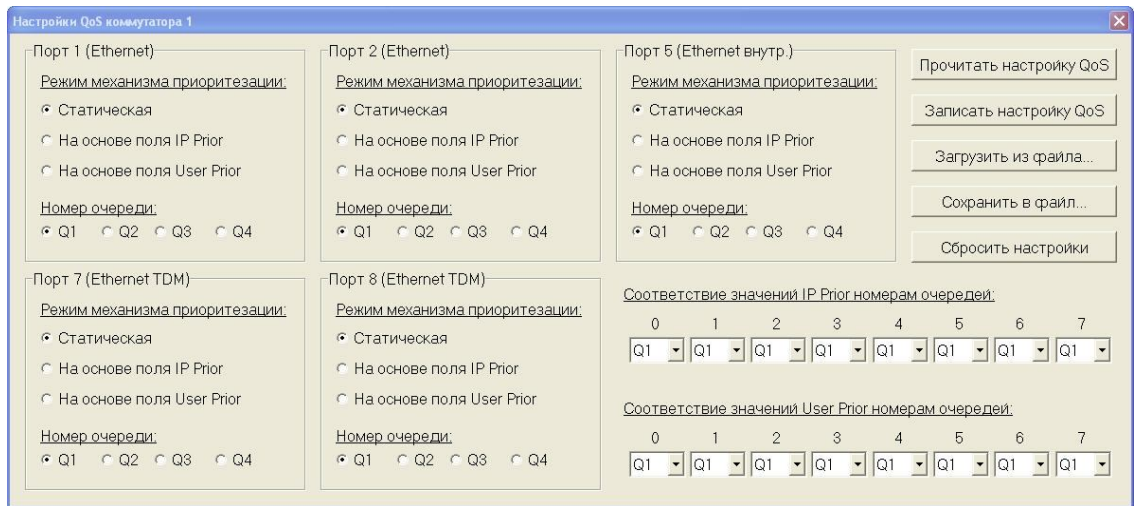 Настройки QoS коммутатора 1
Порт 1 (Ethernet)
Режим механизма приоритезации:
Статическая
На основе поля IP Prior
На основе поля User Prior
Номер очереди:
Q1 Q2 Q3 Q4
Порт 2 (Ethernet)
Режим механизма приоритезации:
Статическая
На основе поля IP Prior
На основе поля User Prior
Номер очереди:
Q1 Q2 Q3 Q4
Порт 5 (Ethernet внутр.)
Режим механизма приоритезации:
Статическая
На основе поля IP Prior
На основе поля User Prior
Номер очереди:
Q1 Q2 Q3 Q4
Прочитать настройку QoS
Записать настройку QoS
Загрузить из файла...
Сохранить в файл...
Сбросить настройки
Порт 7 (Ethernet TDM)
Режим механизма приоритезации:
Статическая
На основе поля IP Prior
На основе поля User Prior
Номер очереди:
Q1 Q2 Q3 Q4
Порт 8 (Ethernet TDM)
Режим механизма приоритезации:
Статическая
На основе поля IP Prior
На основе поля User Prior
Номер очереди:
Q1 Q2 Q3 Q4
Соответствие значений IP Prior номерам очередей:
0 1 2 3 4 5 6 7
Q1 Q1 Q1 Q1 Q1 Q1 Q1 Q1
Соответствие значений User Prior номерам очередей:
0 1 2 3 4 5 6 7
Q1 Q1 Q1 Q1 Q1 Q1 Q1 Q1